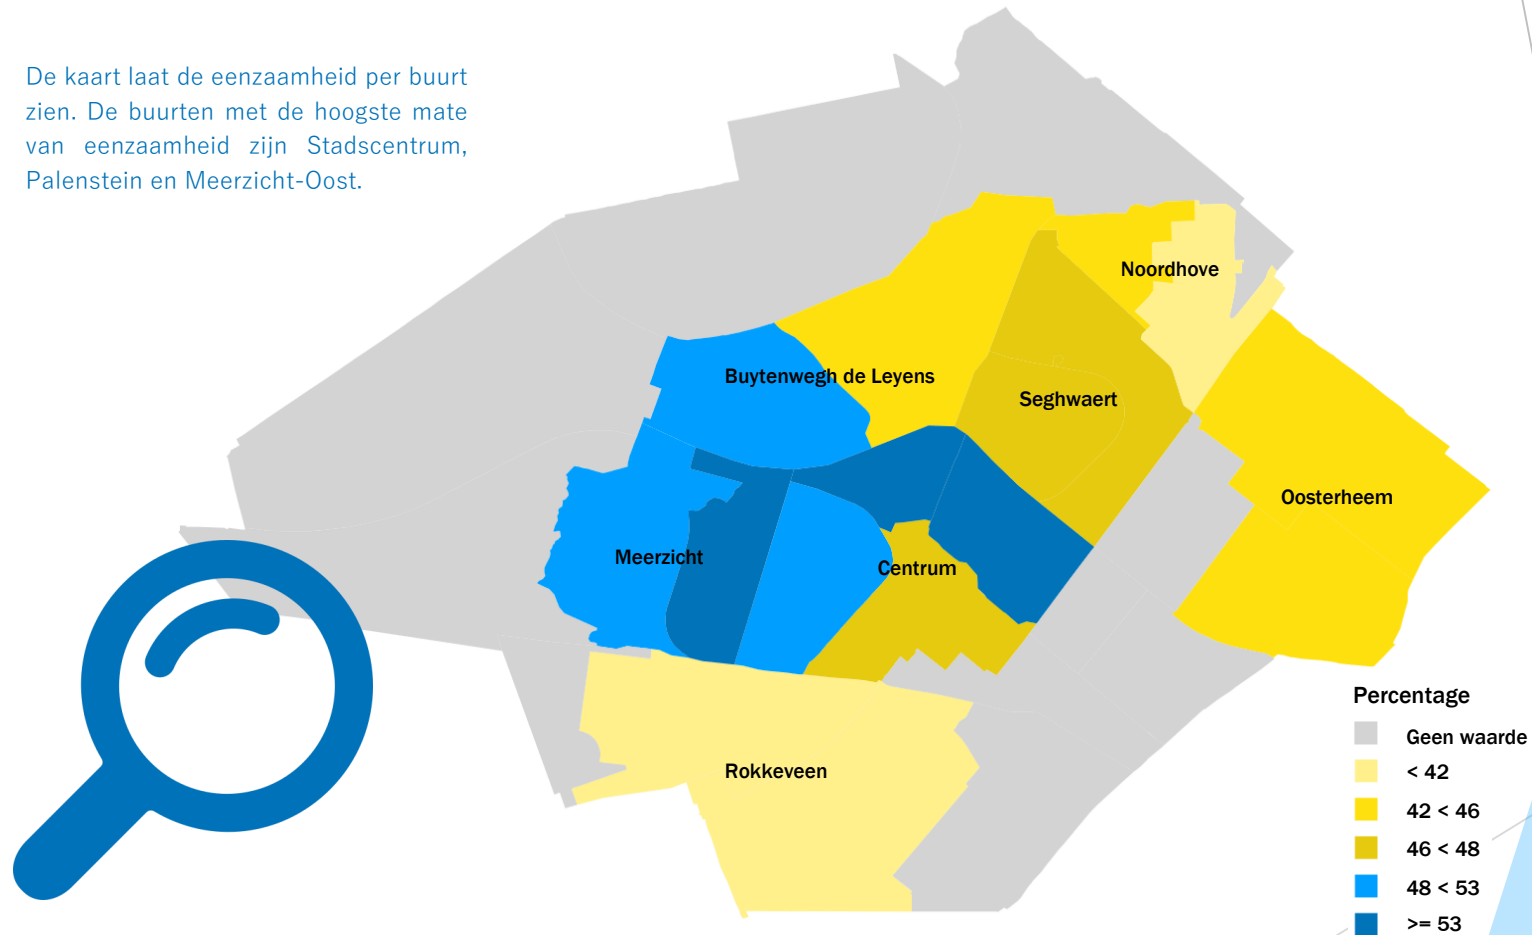 De kaart laat de eenzaamheid per buurt
zien. De buurten met de hoogste mate
van eenzaamheid zijn Stadscentrum,
Palenstein en Meerzicht-Oost.
Noordhove
Buytenwegh de Leyens
Seghwaert
Oosterheem
Meerzicht
Centrum
Rokkeveen
Percentage
Geen waarde
< 42
42 < 46
46 < 48
48 < 53
>= 53